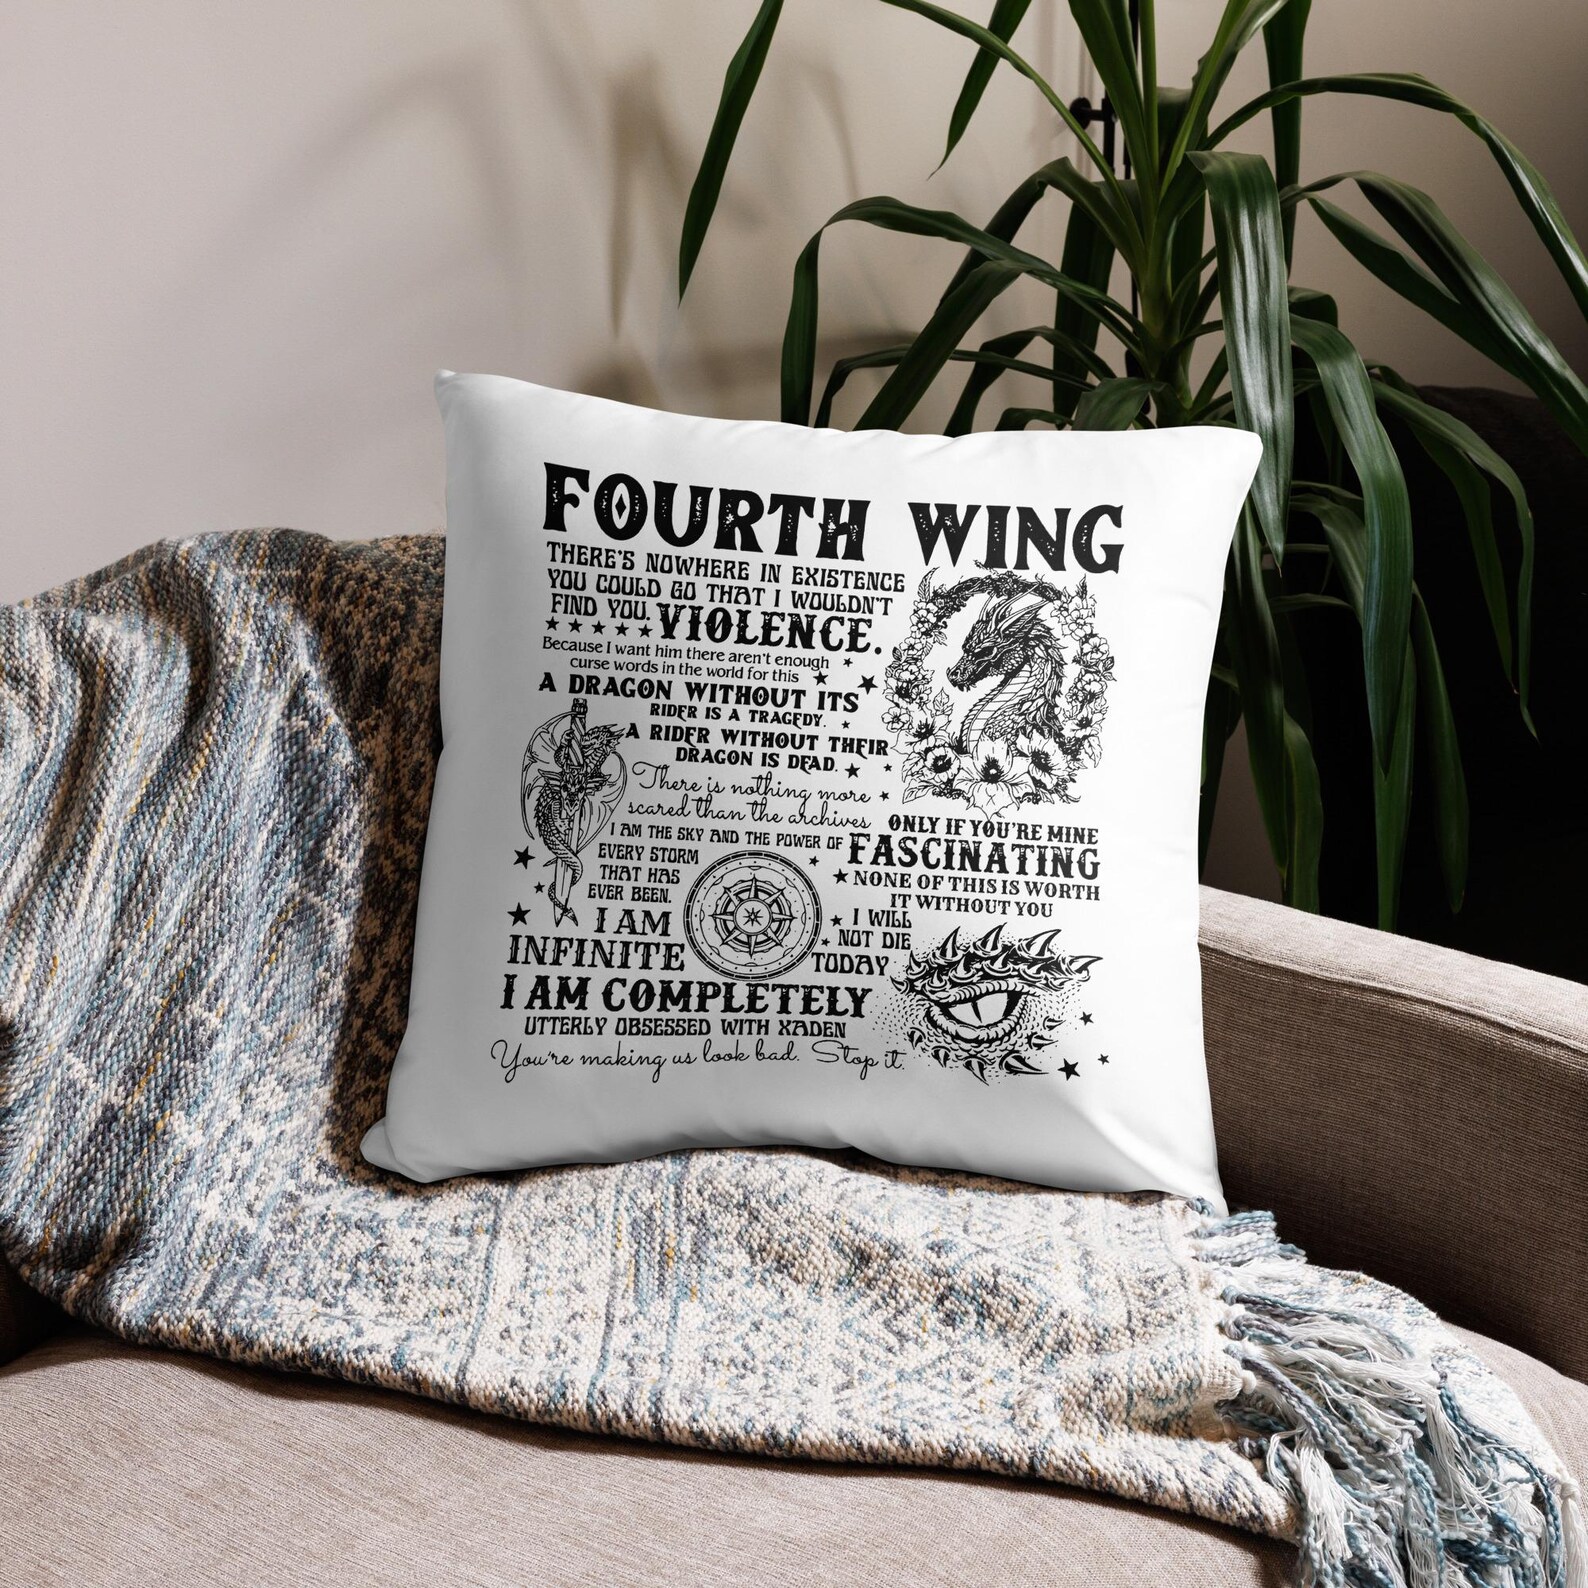 FOURTH WING
THERE'S NOWHERE IN EXISTENCE
YOU COULD GO THAT I WOULDN'T
FIND YOU.
VIOLENCE.
Because I want him there aren't enough
curse words in the world for this
A DRAGON WITHOUT ITS
RIDER IS A TRAGEDY.
A RIDER WITHOUT THEIR
DRAGON IS DEAD.
There is nothing more
scared than the archives
I AM THE SKY AND THE POWER OF
EVERY STORM
THAT HAS
EVER BEEN.
I AM
INFINITE
ONLY IF YOU'RE MINE
FASCINATING
NONE OF THIS IS WORTH
IT WITHOUT YOU
I WILL
NOT DIE
TODAY
I AM COMPLETELY
UTTERLY OBSESSED WITH XADEN
You're making us look bad. Stop it.